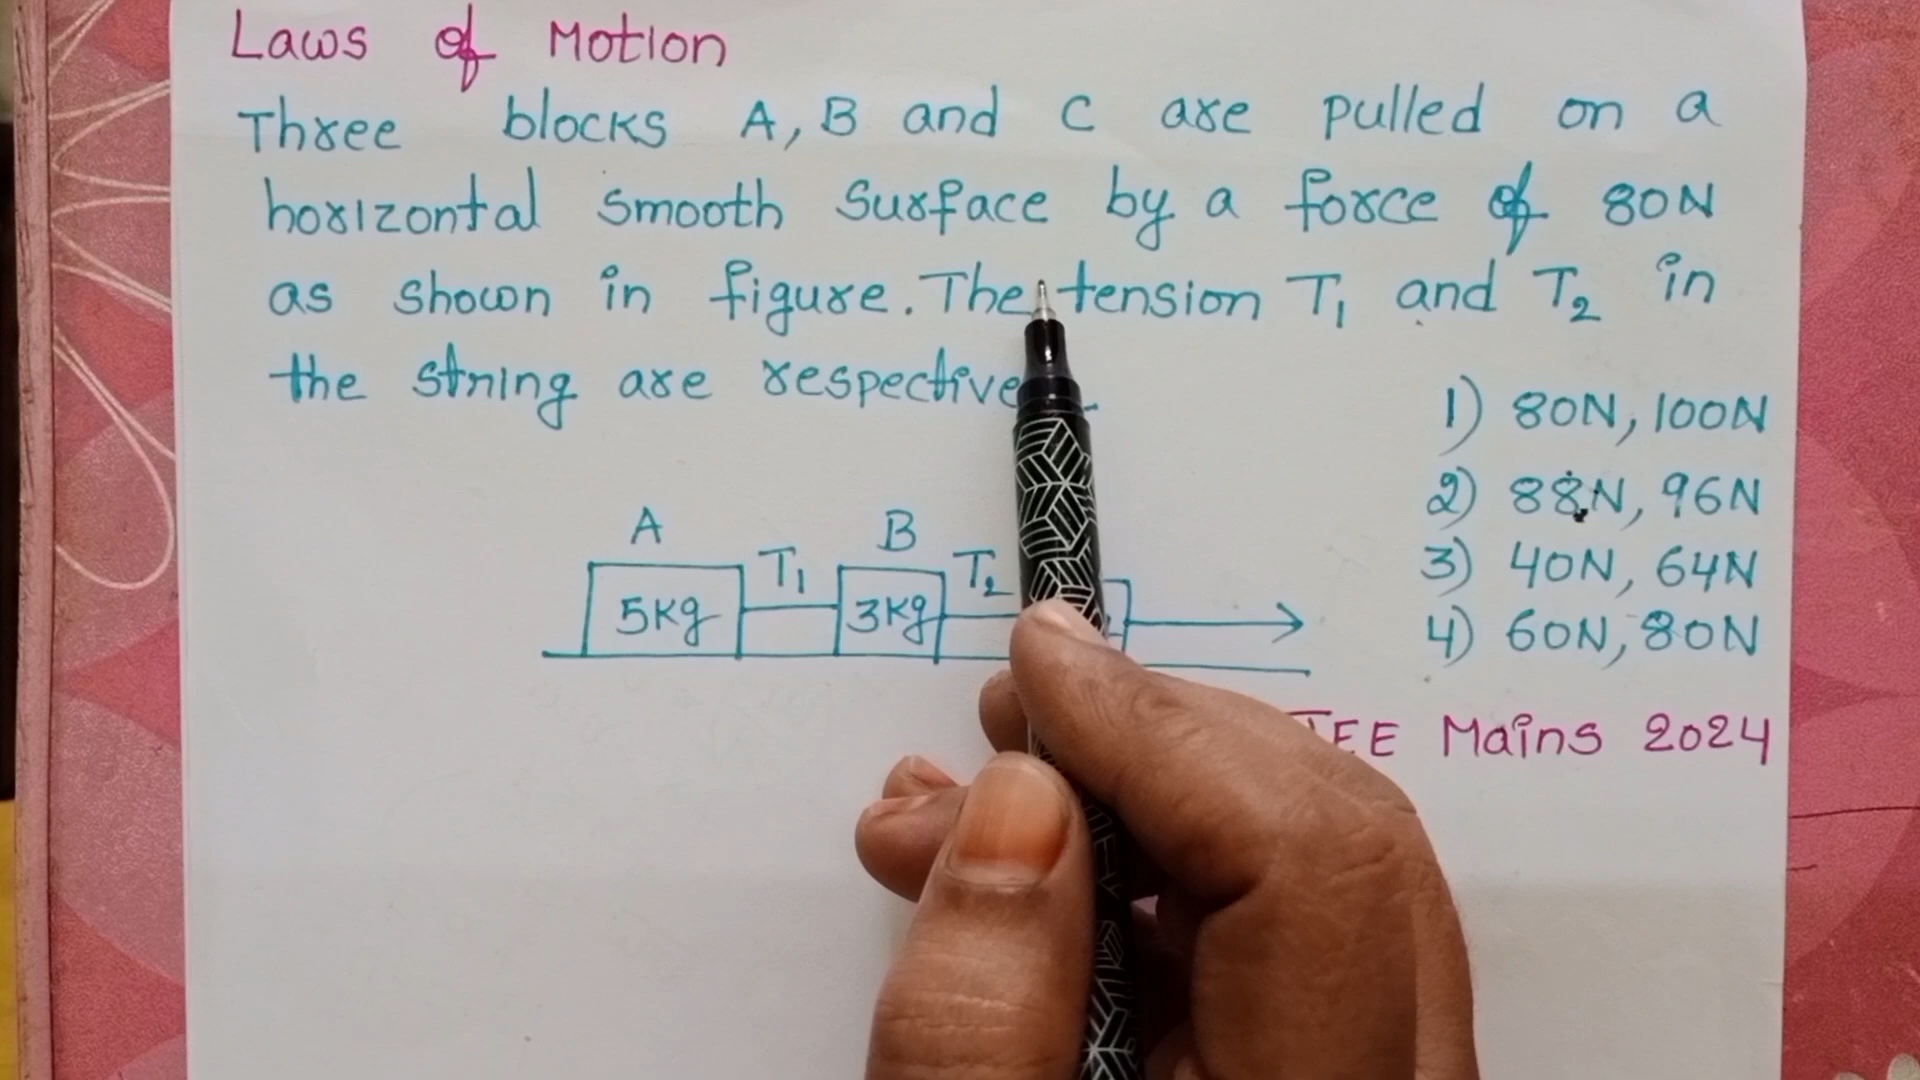 Laws of Motion
Three blocks A, B and C are pulled on a
horizontal smooth surface by a force of 80N
as shown in figure. The tension T₁ and T₂ in
the string are
1) 80N, 100N
2) 88N, 96N
3) 40N, 64N
4) 60N, 80N
A B
T₁ T₂
5Kg 3Kg
Mains 2024